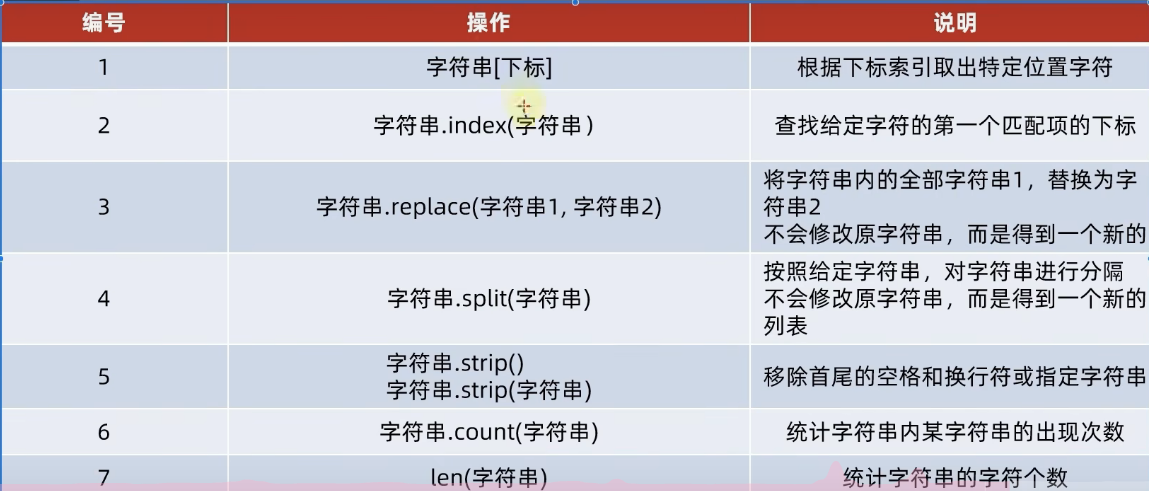 编号 操作 说明
1 字符串[下标] 根据下标索引取出特定位置字符
2 字符串.index(字符串) 查找给定字符的第一个匹配项的下标
3 字符串.replace(字符串1, 字符串2) 将字符串内的全部字符串1，替换为字
符串2
不会修改原字符串，而是得到一个新的
4 字符串.split(字符串) 按照给定字符串，对字符串进行分隔
不会修改原字符串，而是得到一个新的
列表
5 字符串.strip()
字符串.strip(字符串) 移除首尾的空格和换行符或指定字符串
6 字符串.count(字符串) 统计字符串内某字符串的出现次数
7 len(字符串) 统计字符串的字符个数